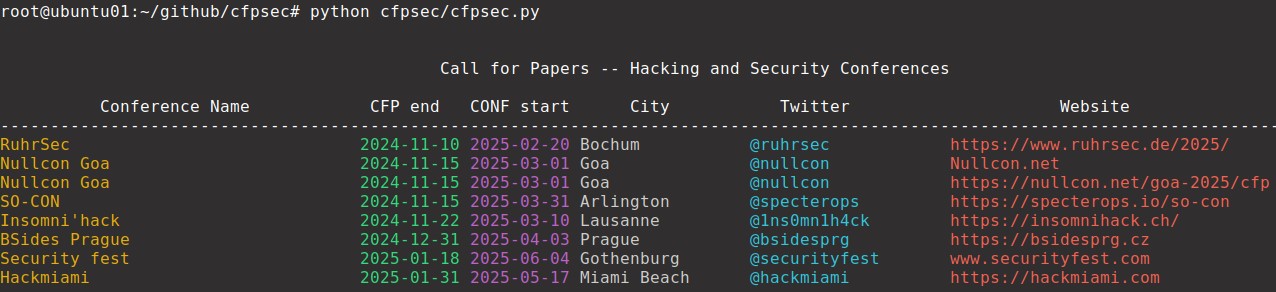 root@ubuntu01:~/github/cfpsec# python cfpsec/cfpsec.py
Call for Papers -- Hacking and Security Conferences
Conference Name CFP end CONF start City Twitter Website
--------------------------------------------------------------------------------------------------------------------------------
RuhrSec 2024-11-10 2025-02-20 Bochum @ruhrsec https://www.ruhrsec.de/2025/
Nullcon Goa 2024-11-15 2025-03-01 Goa @nullcon Nullcon.net
Nullcon Goa 2024-11-15 2025-03-01 Goa @nullcon https://nullcon.net/goa-2025/cfp
SO-CON 2024-11-15 2025-03-31 Arlington @specterops https://specterops.io/so-con
Insomni'hack 2024-11-22 2025-03-10 Lausanne @1ns0mn1h4ck https://insomnihack.ch/
BSides Prague 2024-12-31 2025-04-03 Prague @bsidesprg https://bsidesprg.cz
Security fest 2025-01-18 2025-06-04 Gothenburg @securityfest www.securityfest.com
Hackmiami 2025-01-31 2025-05-17 Miami Beach @hackmiami https://hackmiami.com